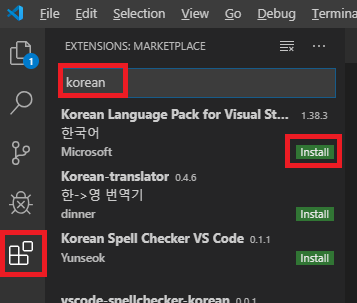 File Edit Selection View Go Debug Terminal
1
EXTENSIONS: MARKETPLACE
korean
Korean Language Pack for Visual St... 1.38.3
한국어
Microsoft Install
Korean-translator 0.4.6
한->영 번역기
dinner Install
Korean Spell Checker VS Code 0.1.1
Yunseok Install
vscode-spellchecker-korean 0.0.1